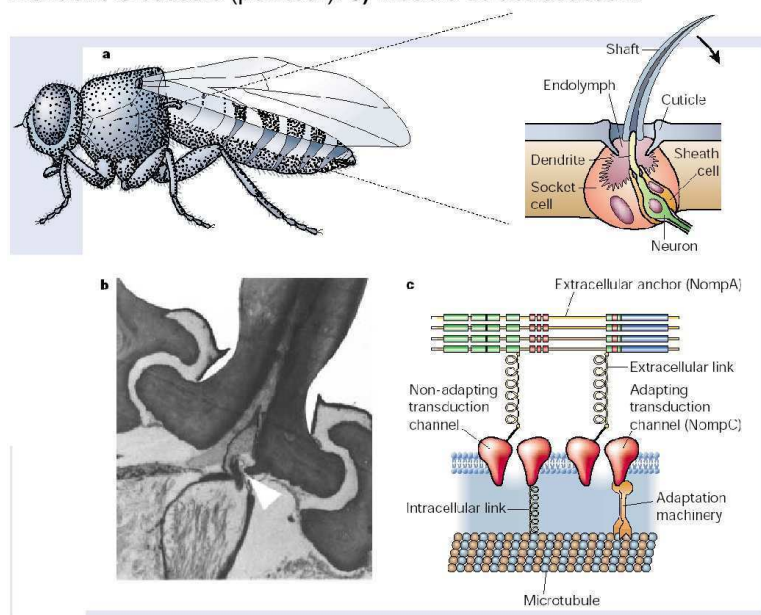 a
Shaft
Endolymph
Cuticle
Dendrite
Sheath
cell
Socket
cell
Neuron
b
c
Extracellular anchor (NompA)
Extracellular link
Non-adapting
transduction
channel
Adapting
transduction
channel (NompC)
Intracellular link
Adaptation
machinery
Microtubule